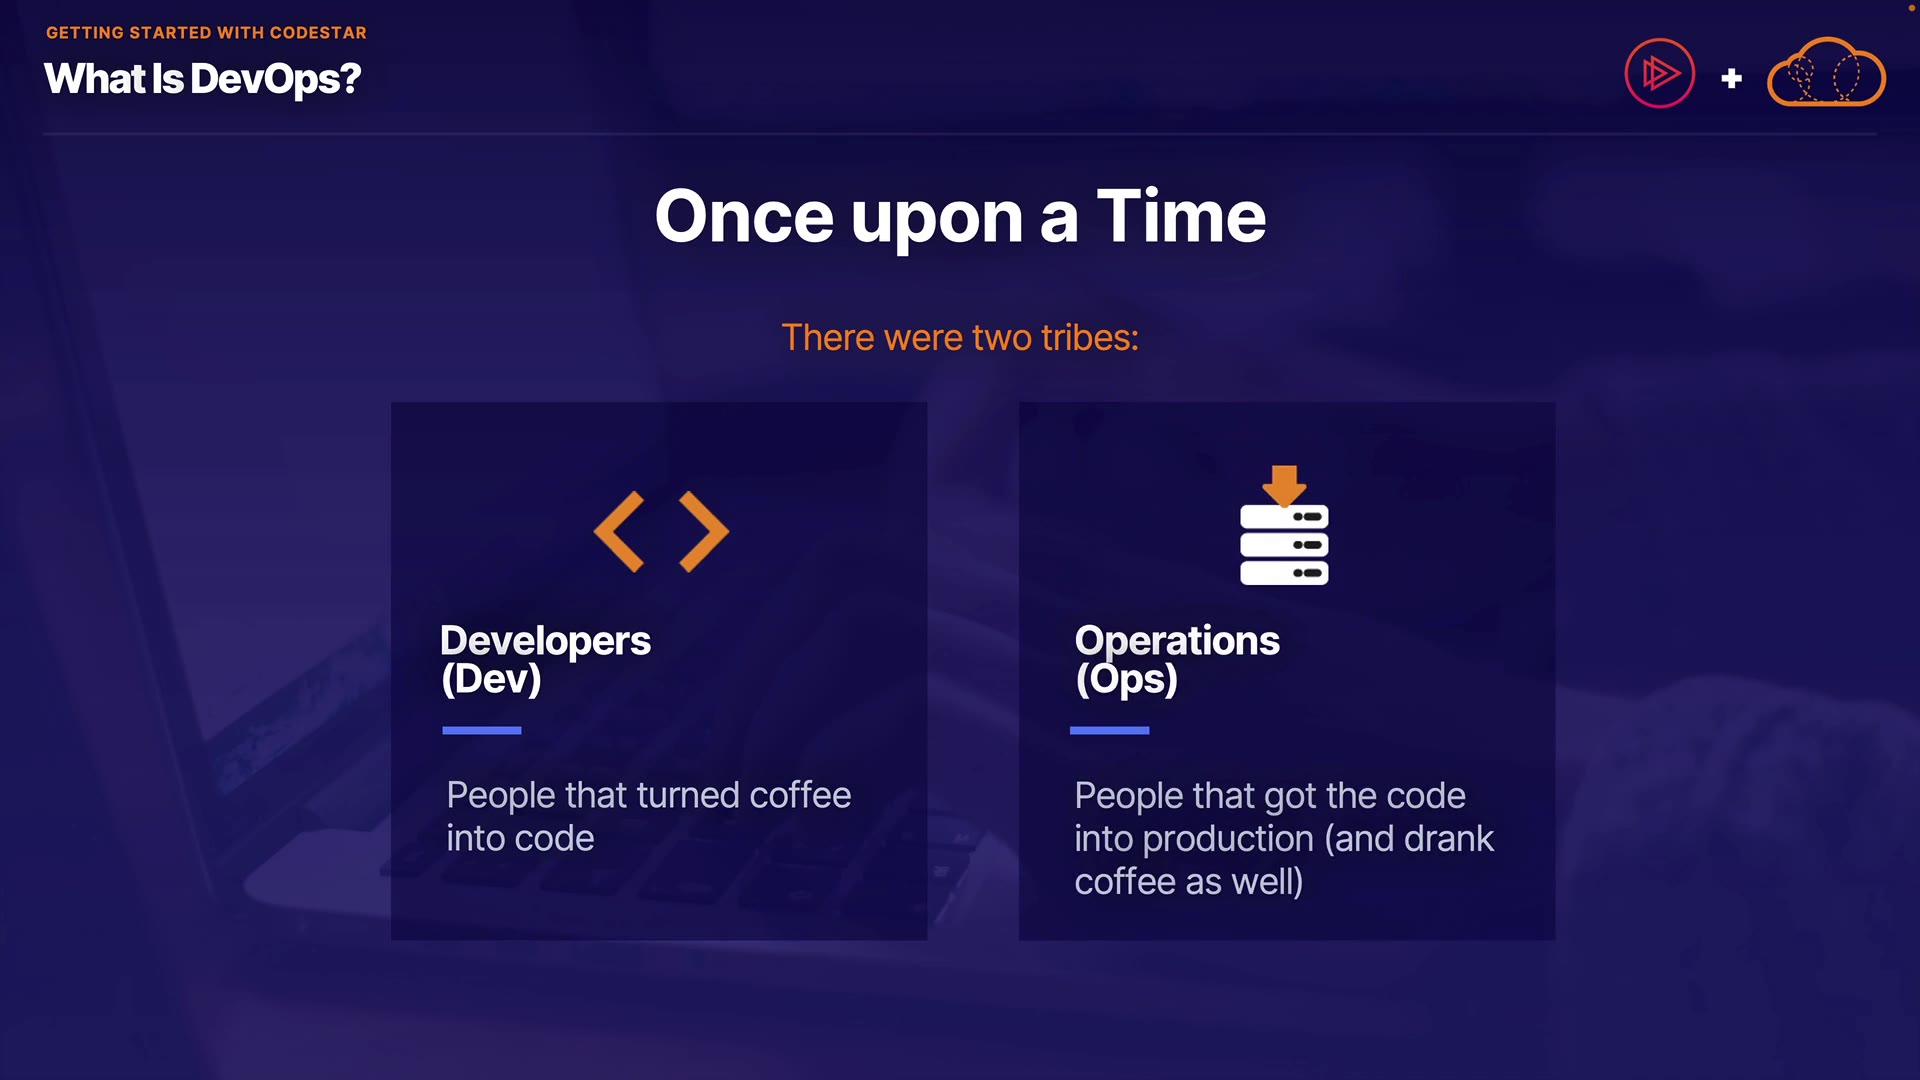 GETTING STARTED WITH CODESTAR
What Is DevOps?
Once upon a Time
There were two tribes:
Developers
(Dev)
People that turned coffee
into code
Operations
(Ops)
People that got the code
into production (and drank
coffee as well)